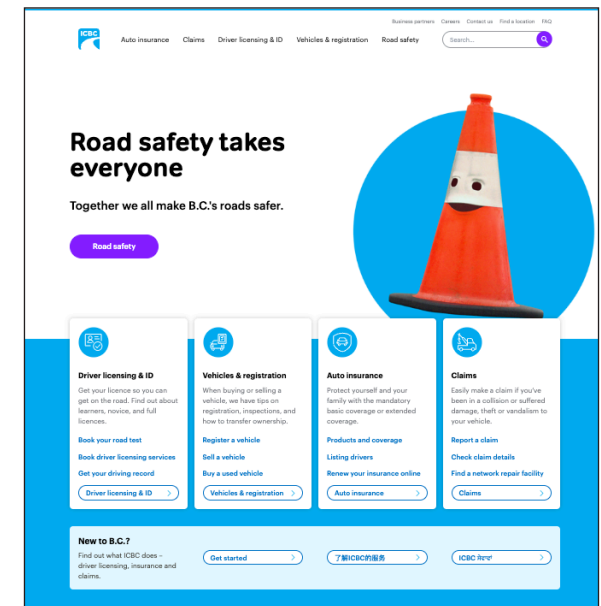 Business partners Careers Contact us Find a location FAQ
ICBC
Auto insurance Claims Driver licensing & ID Vehicles & registration Road safety Search...
Road safety takes
everyone
Together we all make B.C.'s roads safer.
Road safety
Driver licensing & ID
Get your licence so you can
get on the road. Find out about
learners, novice, and full
licences.
Book your road test
Book driver licensing services
Get your driving record
Driver licensing & ID
Vehicles & registration
When buying or selling a
vehicle, we have tips on
registration, inspections, and
how to transfer ownership.
Register a vehicle
Sell a vehicle
Buy a used vehicle
Vehicles & registration
Auto insurance
Protect yourself and your
family with the mandatory
basic coverage or extended
coverage.
Products and coverage
Listing drivers
Renew your insurance online
Auto insurance
Claims
Easily make a claim if you've
been in a collision or suffered
damage, theft or vandalism to
your vehicle.
Report a claim
Check claim details
Find a network repair facility
Claims
New to B.C.?
Find out what ICBC does –
driver licensing, insurance and
claims.
Get started
了解ICBC的服务
ICBC ਸੇਵਾਵਾਂ